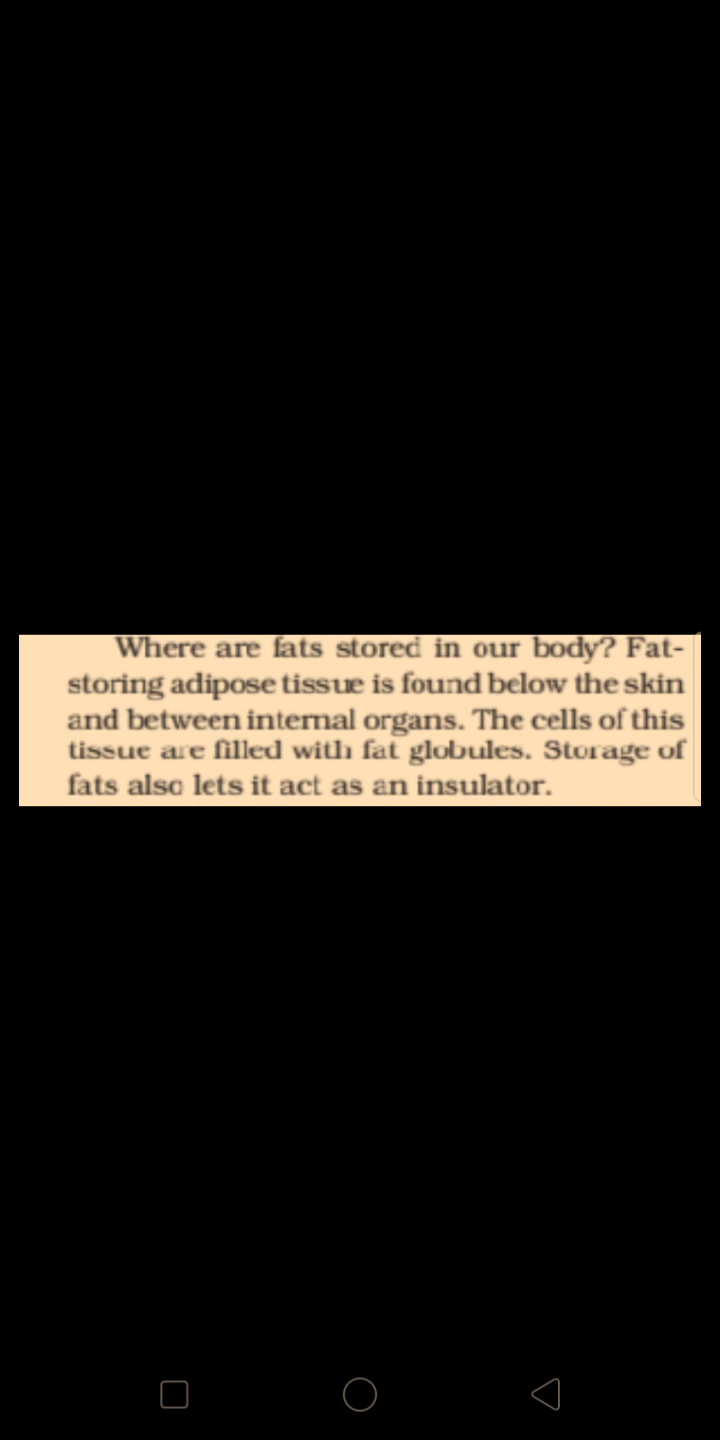 Where are fats stored in our body? Fat-
storing adipose tissue is found below the skin
and between internal organs. The cells of this
tissue are filled with fat globules. Storage of
fats also lets it act as an insulator.